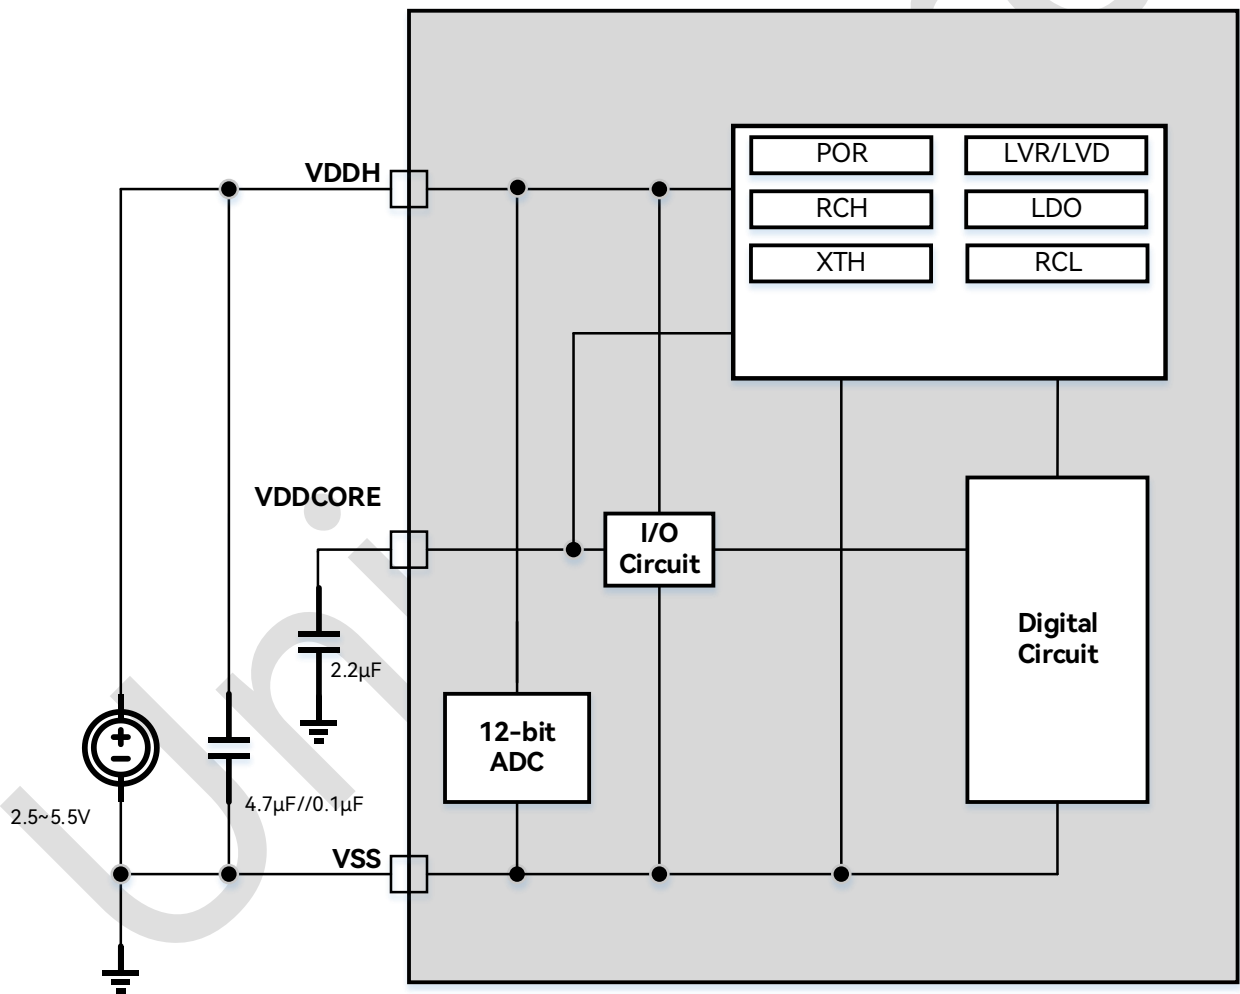 POR
LVR/LVD
VDDH
RCH
LDO
XTH
RCL
VDDCORE
I/O
Circuit
Digital
Circuit
2.2µF
12-bit
ADC
4.7µF//0.1µF
2.5~5.5V
VSS
Uni